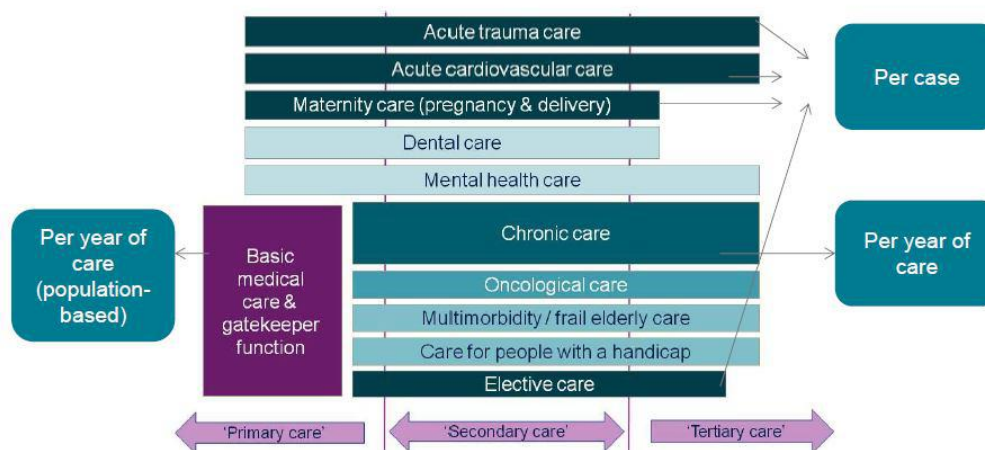 Acute trauma care
Acute cardiovascular care
Per case
Maternity care (pregnancy & delivery)
Dental care
Mental health care
Per year of
care
(population-
based)
Basic
medical
care &
gatekeeper
function
Chronic care
Per year of
care
Oncological care
Multimorbidity / frail elderly care
Care for people with a handicap
Elective care
'Primary care'
'Secondary care'
'Tertiary care'